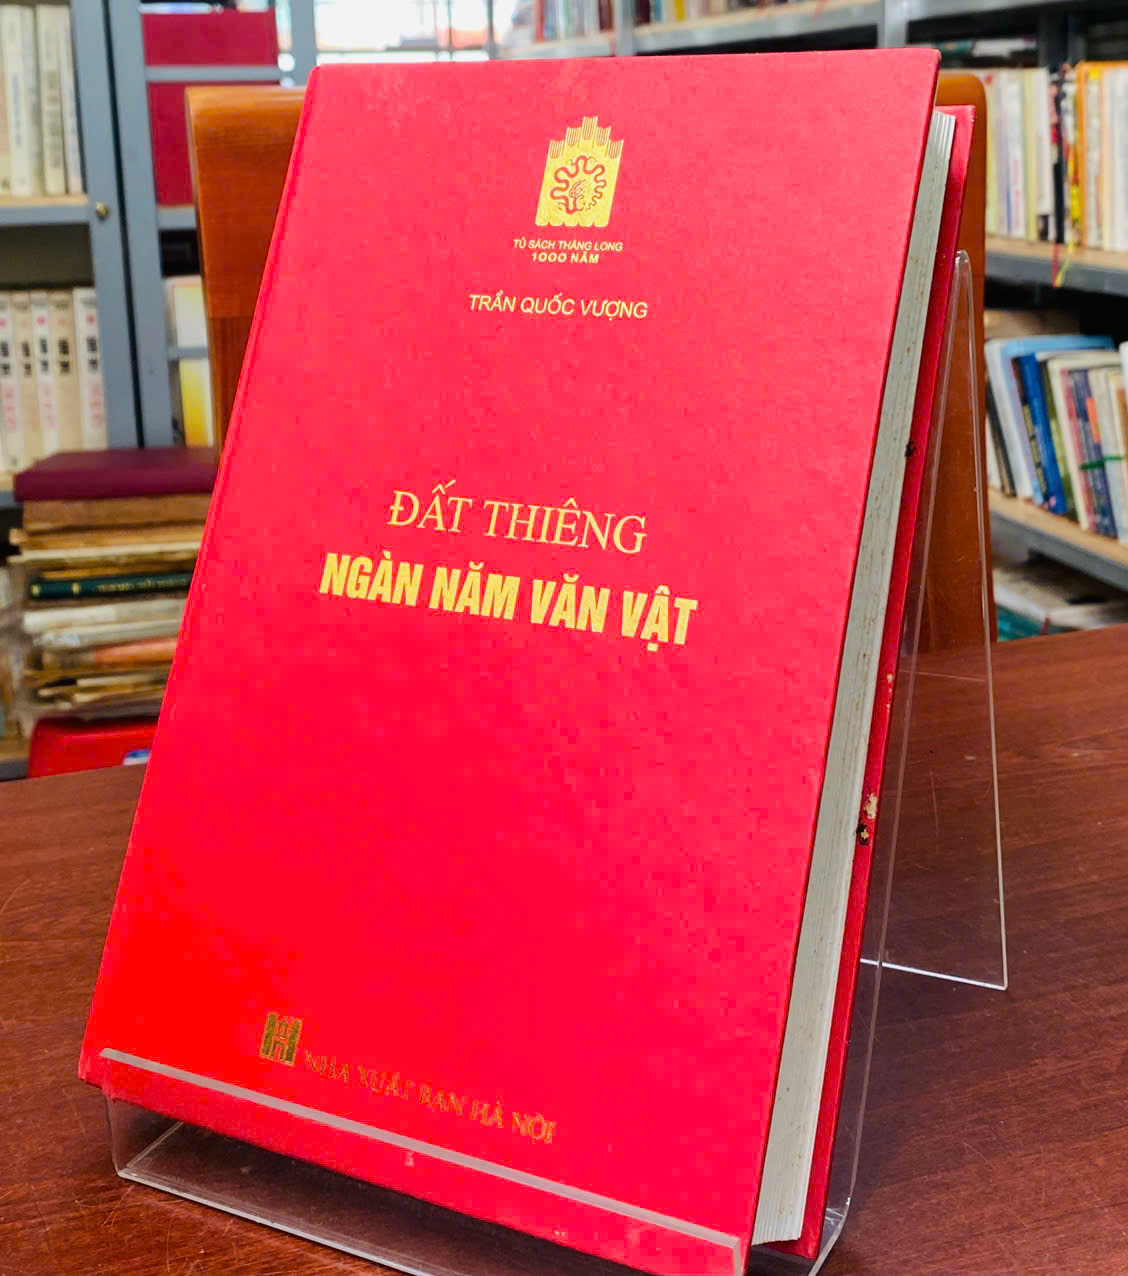 TỦ SÁCH THĂNG LONG
1000 NĂM
TRẦN QUỐC VƯỢNG
ĐẤT THIÊNG
NGÀN NĂM VĂN VẬT
NHÀ XUẤT BẢN HÀ NỘI